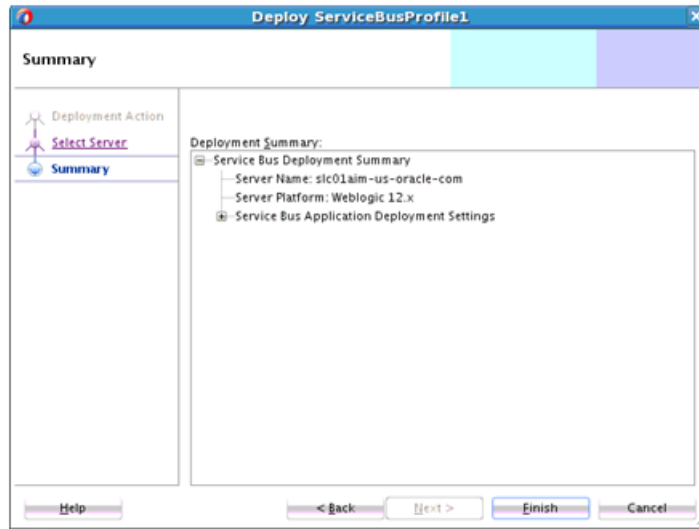 Deploy ServiceBusProfile1
Summary
Deployment Action
Select Server
Summary
Deployment Summary:
Service Bus Deployment Summary
Server Name: slc01aim-us-oracle-com
Server Platform: Weblogic 12.x
Service Bus Application Deployment Settings
Help
< Back
Next >
Finish
Cancel